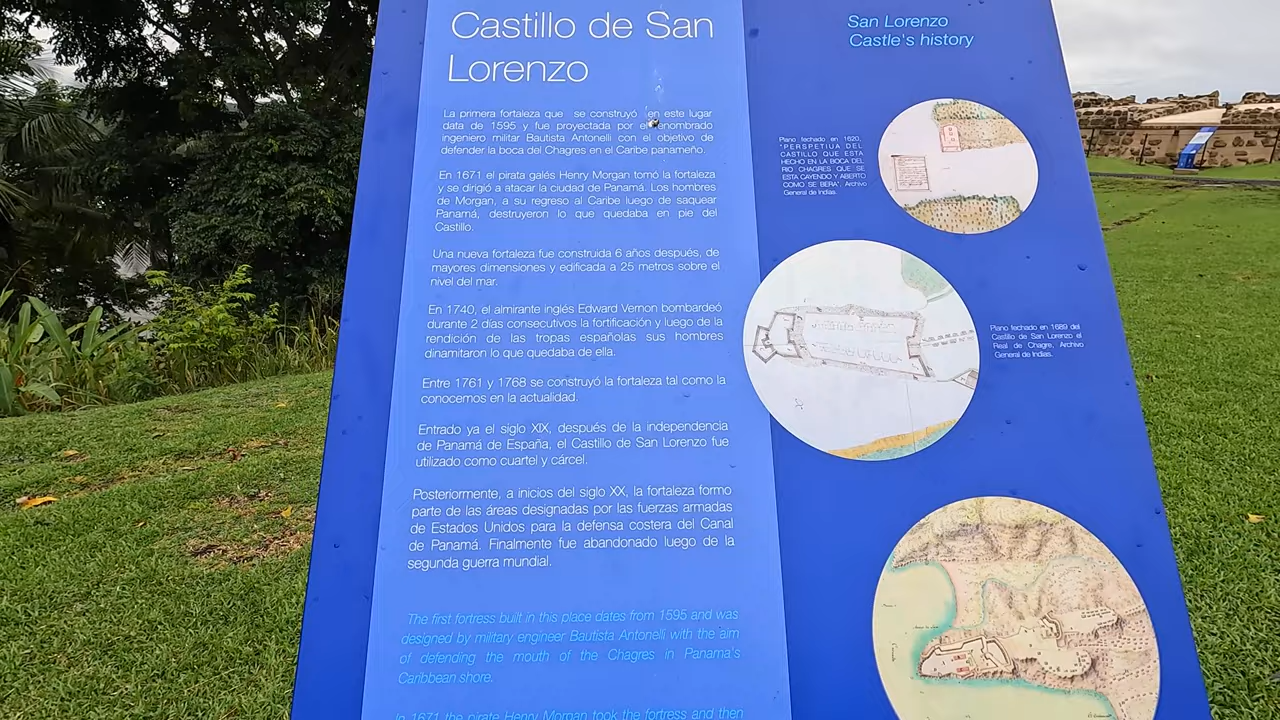 Castillo de San
Lorenzo
La primera fortaleza que se construyó en este lugar
data de 1595 y fue proyectada por el enombrado
ingeniero militar Bautista Antonelli con el objetivo de
defender la boca del Chagres en el Caribe panameño.
En 1671 el pirata galés Henry Morgan tomó la fortaleza
y se dirigió a atacar la ciudad de Panamá. Los hombres
de Morgan, a su regreso al Caribe luego de saquear
Panamá, destruyeron lo que quedaba en pie del
Castillo.
Una nueva fortaleza fue construida 6 años después, de
mayores dimensiones y edificada a 25 metros sobre el
nivel del mar.
En 1740, el almirante inglés Edward Vernon bombardeó
durante 2 días consecutivos la fortificación y luego de la
rendición de las tropas españolas sus hombres
dinamitaron lo que quedaba de ella.
Entre 1761 y 1768 se construyó la fortaleza tal como la
conocemos en la actualidad.
Entrado ya el siglo XIX, después de la independencia
de Panamá de España, el Castillo de San Lorenzo fue
utilizado como cuartel y cárcel.
Posteriormente, a inicios del siglo XX, la fortaleza formo
parte de las áreas designadas por las fuerzas armadas
de Estados Unidos para la defensa costera del Canal
de Panamá. Finalmente fue abandonado luego de la
segunda guerra mundial.
The first fortress built in this place dates from 1595 and was
designed by military engineer Bautista Antonelli with the aim
of defending the mouth of the Chagres in Panama's
Caribbean shore.
In 1671 the pirate Henry Morgan took the fortress and then
San Lorenzo
Castle's history
Plano fechado en 1620.
"PERSPETIUA DEL
CASTILLO QUE ESTA
HECHO EN LA BOCA DEL
RIO CHAGRES QUE SE
ESTA CAYENDO Y ABIERTO
COMO SE BERA", Archivo
General de Indias.
Plano fechado en 1689 del
Castillo de San Lorenzo el
Real de Chagre, Archivo
General de Indias.